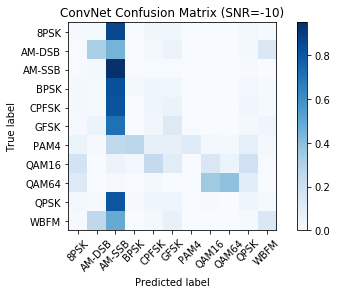 ConvNet Confusion Matrix (SNR=-10)
True label
8PSK
AM-DSB
AM-SSB
BPSK
CPFSK
GFSK
PAM4
QAM16
QAM64
QPSK
WBFM
8PSK AM-DSB AM-SSB BPSK CPFSK GFSK PAM4 QAM16 QAM64 QPSK WBFM
Predicted label
0.8
0.6
0.4
0.2
0.0